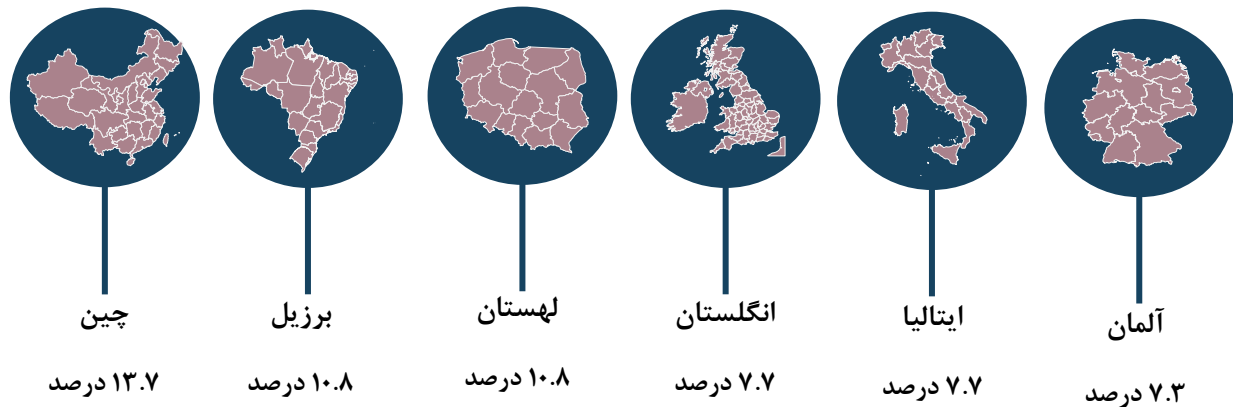 آلمان
۷.۳ درصد
ایتالیا
۷.۷ درصد
انگلستان
۷.۷ درصد
لهستان
۱۰.۸ درصد
برزیل
۱۰.۸ درصد
چین
۱۳.۷ درصد